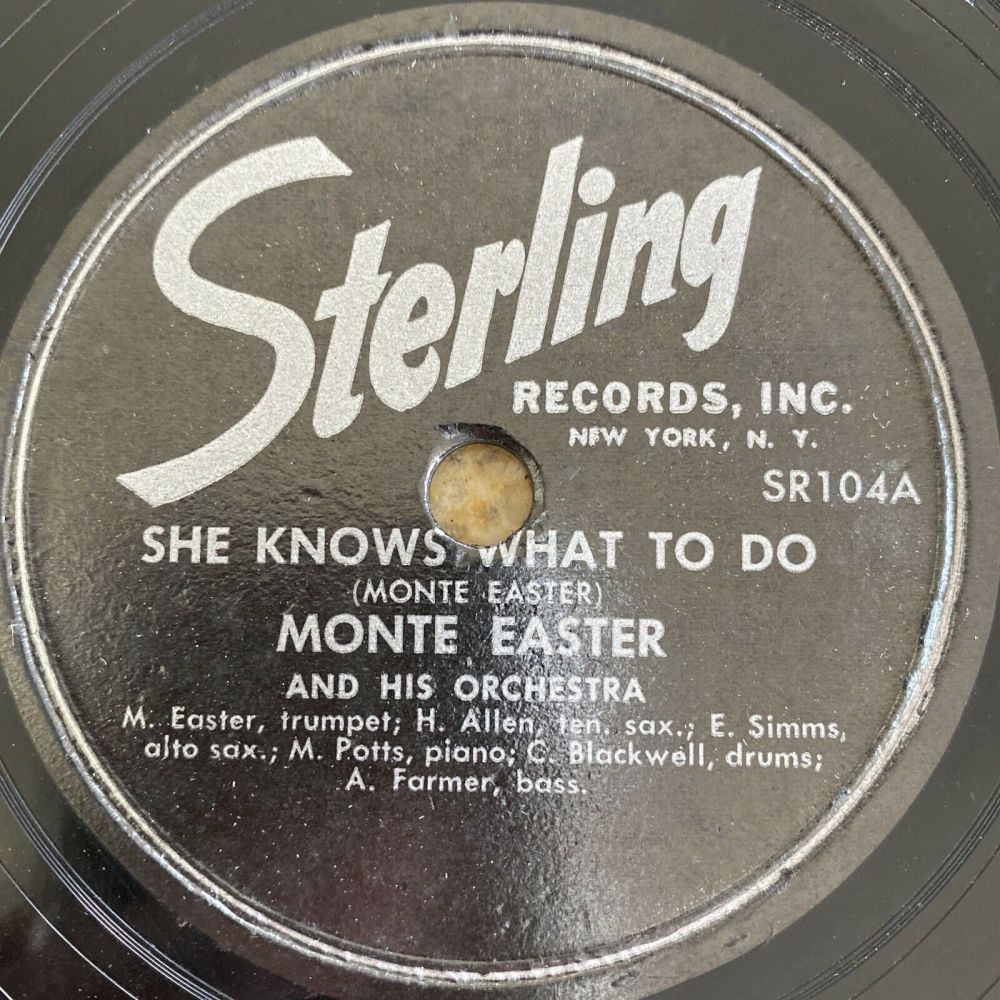 Sterling
RECORDS, INC.
NEW YORK, N. Y.
SR104A
SHE KNOWS WHAT TO DO
(MONTE EASTER)
MONTE EASTER
AND HIS ORCHESTRA
M. Easter, trumpet; H. Allen, ten. sax.; E. Simms,
alto sax.; M. Potts, piano; C. Blackwell, drums;
A. Farmer, bass.